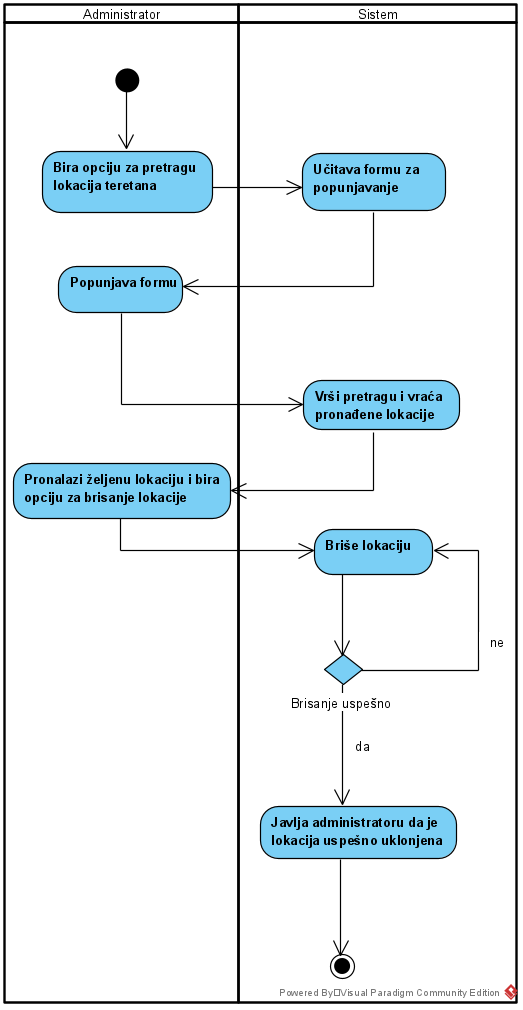 Administrator
Sistem
Bira opciju za pretragu
lokacija teretana
Učitava formu za
popunjavanje
Popunjava formu
Vrši pretragu i vraća
pronađene lokacije
Pronalazi željenu lokaciju i bira
opciju za brisanje lokacije
Briše lokaciju
ne
Brisanje uspešno
da
Javlja administratoru da je
lokacija uspešno uklonjena
Powered By□Visual Paradigm Community Edition